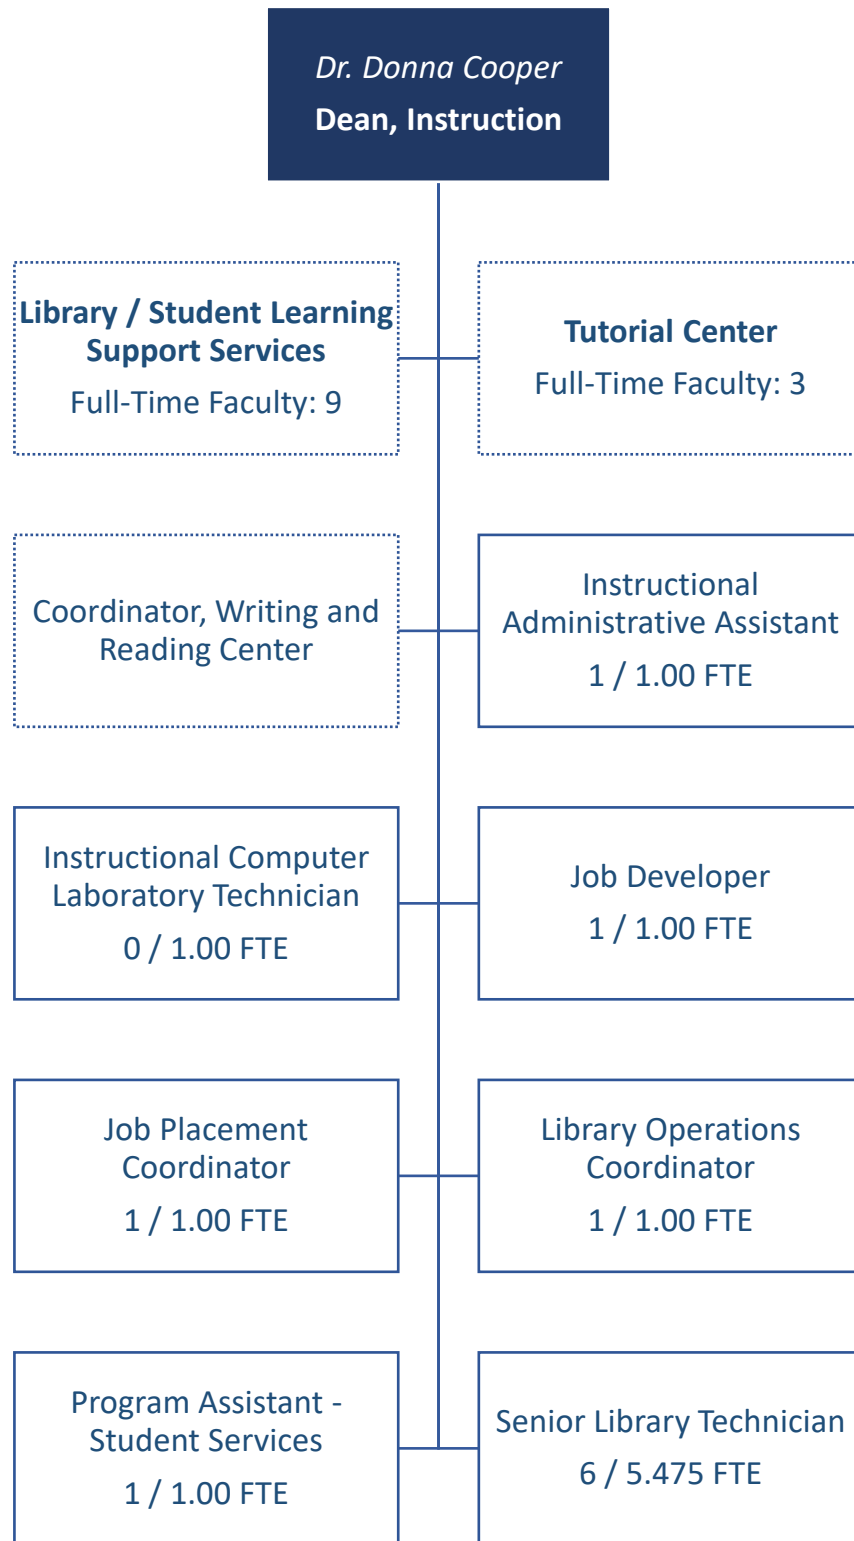 Dr. Donna Cooper
Dean, Instruction
Library / Student Learning
Support Services
Full-Time Faculty: 9
Tutorial Center
Full-Time Faculty: 3
Coordinator, Writing and
Reading Center
Instructional
Administrative Assistant
1 / 1.00 FTE
Instructional Computer
Laboratory Technician
0 / 1.00 FTE
Job Developer
1 / 1.00 FTE
Job Placement
Coordinator
1 / 1.00 FTE
Library Operations
Coordinator
1 / 1.00 FTE
Program Assistant -
Student Services
1 / 1.00 FTE
Senior Library Technician
6 / 5.475 FTE